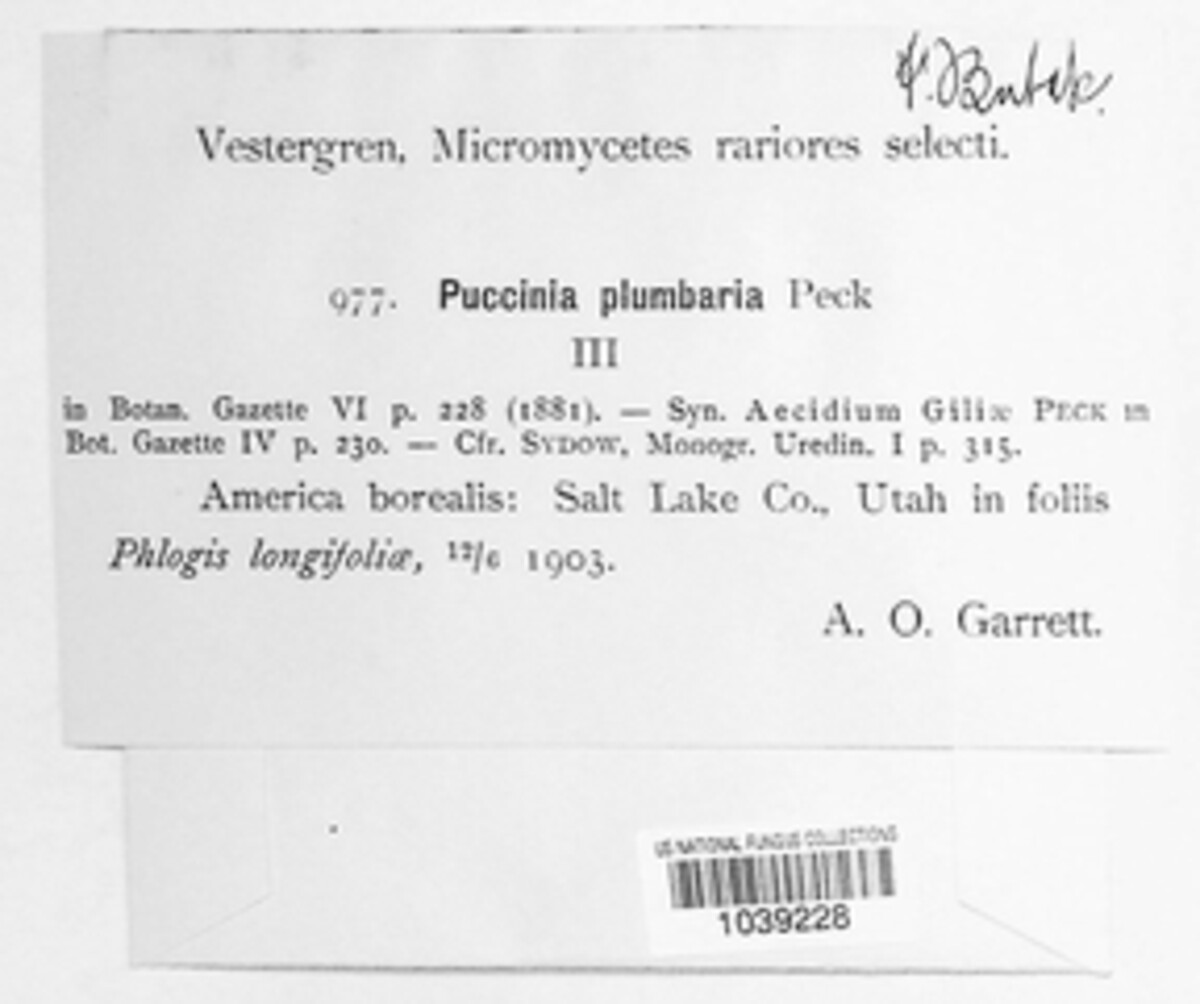 Vestergren, Micromycetes rariores selecti.
977. Puccinia plumbaria Peck
III
in Botan. Gazette VI p. 228 (1881). — Syn. Aecidium Giliæ PECK in
Bot. Gazette IV p. 230. — Cfr. SYDOW, Monogr. Uredin. I p. 315.
America borealis: Salt Lake Co., Utah in foliis
Phlogis longifoliæ, 12/6 1903.
A. O. Garrett.
US NATIONAL FUNGUS COLLECTIONS
1039228